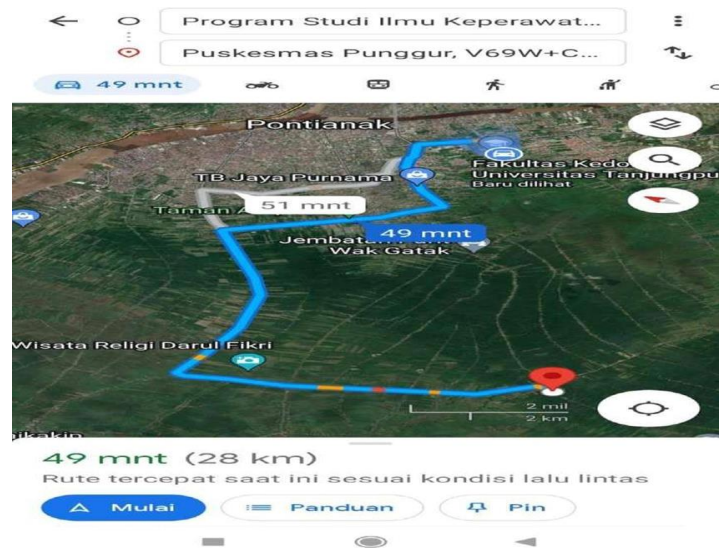 Program Studi Ilmu Keperawat...
Puskesmas Punggur, V69W+C...
49 mnt
Pontianak
Fakultas Kedo
Universitas Tanjungpu
Baru dilihat
TB Jaya Purnama
51 mnt
Taman A
49 mnt
Jembatan
Wak Gatak
Wisata Religi Darul Fikri
2 mil
2 km
49 mnt (28 km)
Rute tercepat saat ini sesuai kondisi lalu lintas
Mulai
Panduan
Pin